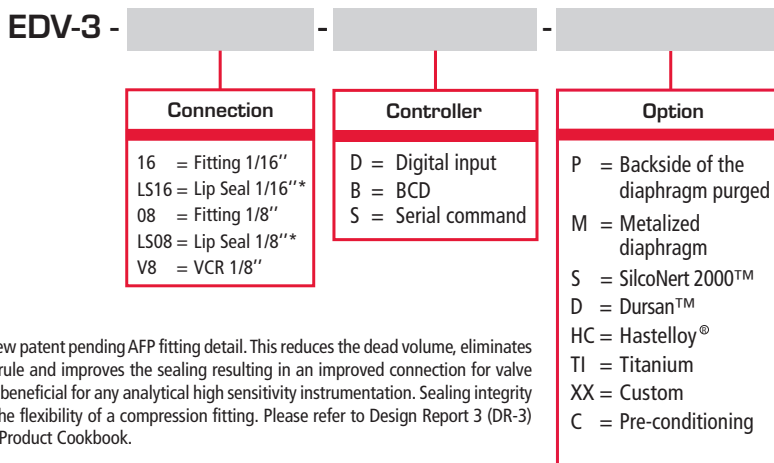 EDV-3 - - -
Connection
16 = Fitting 1/16''
LS16 = Lip Seal 1/16''*
08 = Fitting 1/8''
LS08 = Lip Seal 1/8''*
V8 = VCR 1/8''
Controller
D = Digital input
B = BCD
S = Serial command
Option
P = Backside of the
diaphragm purged
M = Metalized
diaphragm
S = SilcoNert 2000™
D = Dursan™
HC = Hastelloy®
TI = Titanium
XX = Custom
C = Pre-conditioning
ew patent pending AFP fitting detail. This reduces the dead volume, eliminates
rule and improves the sealing resulting in an improved connection for valve
beneficial for any analytical high sensitivity instrumentation. Sealing integrity
he flexibility of a compression fitting. Please refer to Design Report 3 (DR-3)
Product Cookbook.